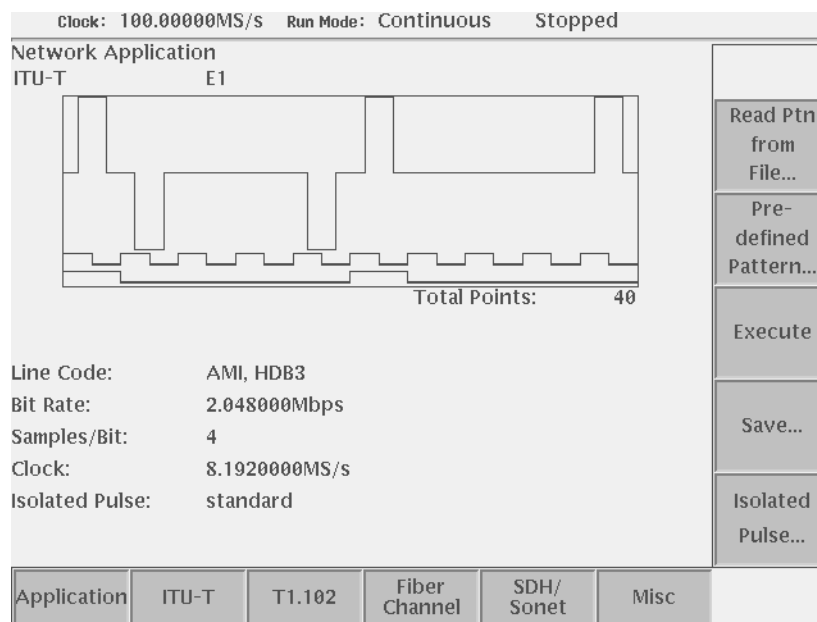 Clock: 100.00000MS/s Run Mode: Continuous Stopped
Network Application
ITU-T E1
Total Points: 40
Line Code: AMI, HDB3
Bit Rate: 2.048000Mbps
Samples/Bit: 4
Clock: 8.1920000MS/s
Isolated Pulse: standard
Read Ptn
from
File...
Pre-
defined
Pattern...
Execute
Save...
Isolated
Pulse...
Application ITU-T T1.102 Fiber Channel SDH/ Sonet Misc